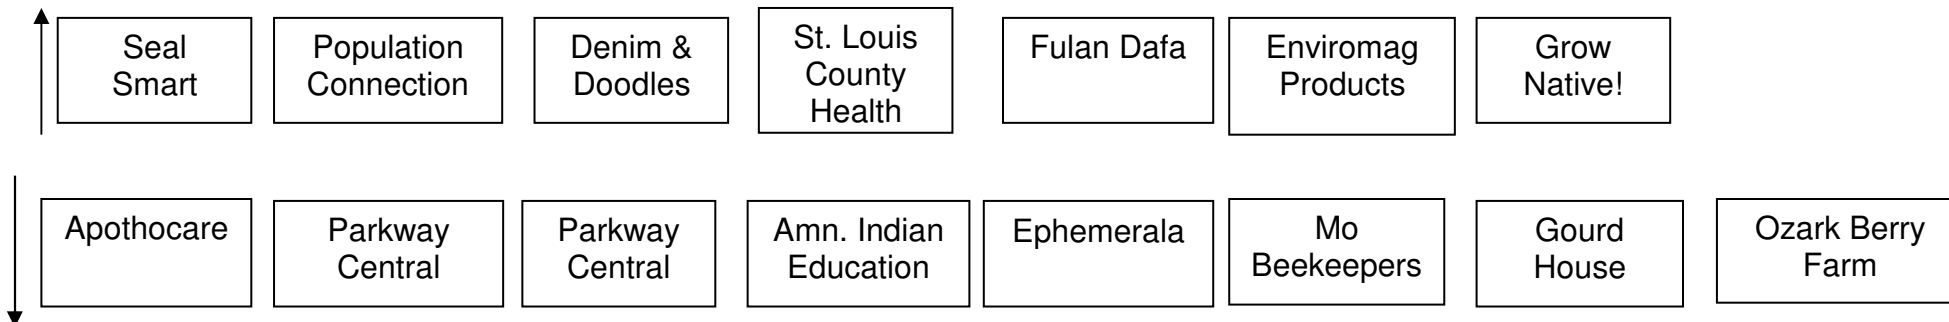 Seal
Smart
Population
Connection
Denim &
Doodles
St. Louis
County
Health
Fulan Dafa
Enviromag
Products
Grow
Native!
Apothocare
Parkway
Central
Parkway
Central
Amn. Indian
Education
Ephemerala
Mo
Beekeepers
Gourd
House
Ozark Berry
Farm